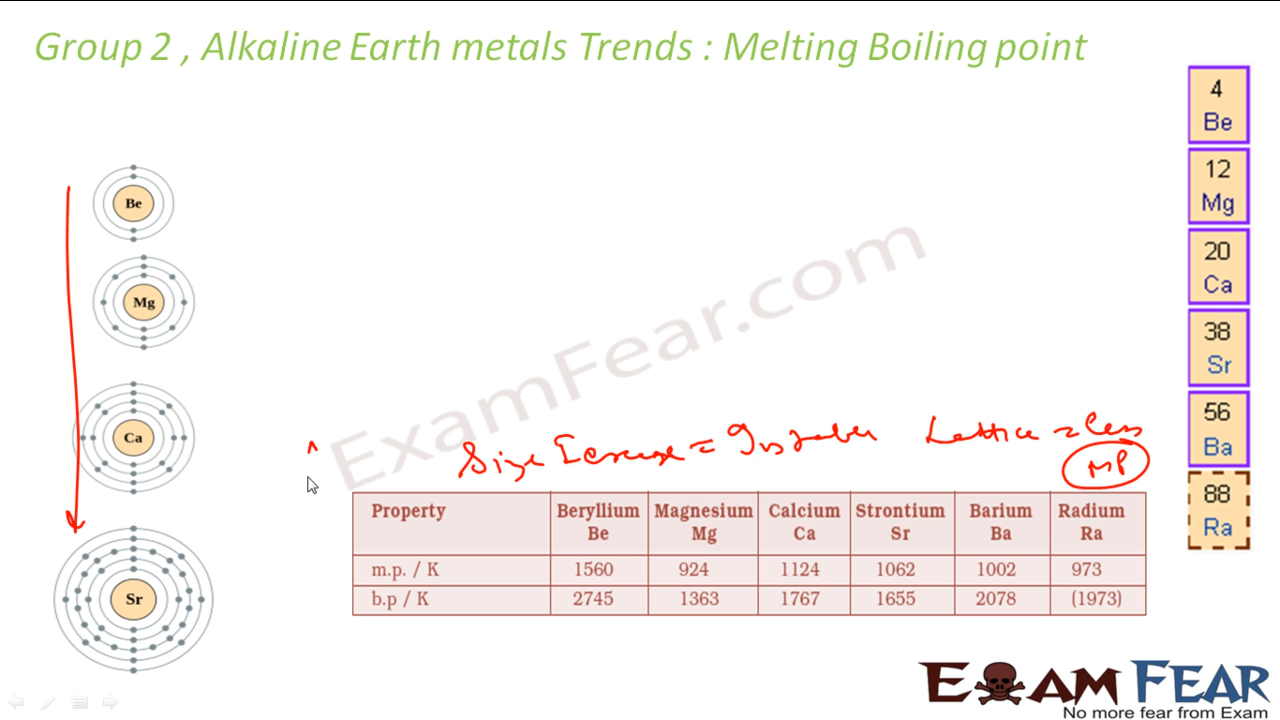 Group 2 , Alkaline Earth metals Trends : Melting Boiling point
4
Be
12
Mg
20
Ca
38
Sr
56
Ba
88
Ra
Be
Mg
Ca
Sr
ExamFear.com
Size Increase = Lattice = less
MP
Property Beryllium Magnesium Calcium Strontium Barium Radium
Be Mg Ca Sr Ba Ra
m.p. / K 1560 924 1124 1062 1002 973
b.p / K 2745 1363 1767 1655 2078 (1973)
EXAM FEAR
No more fear from Exam